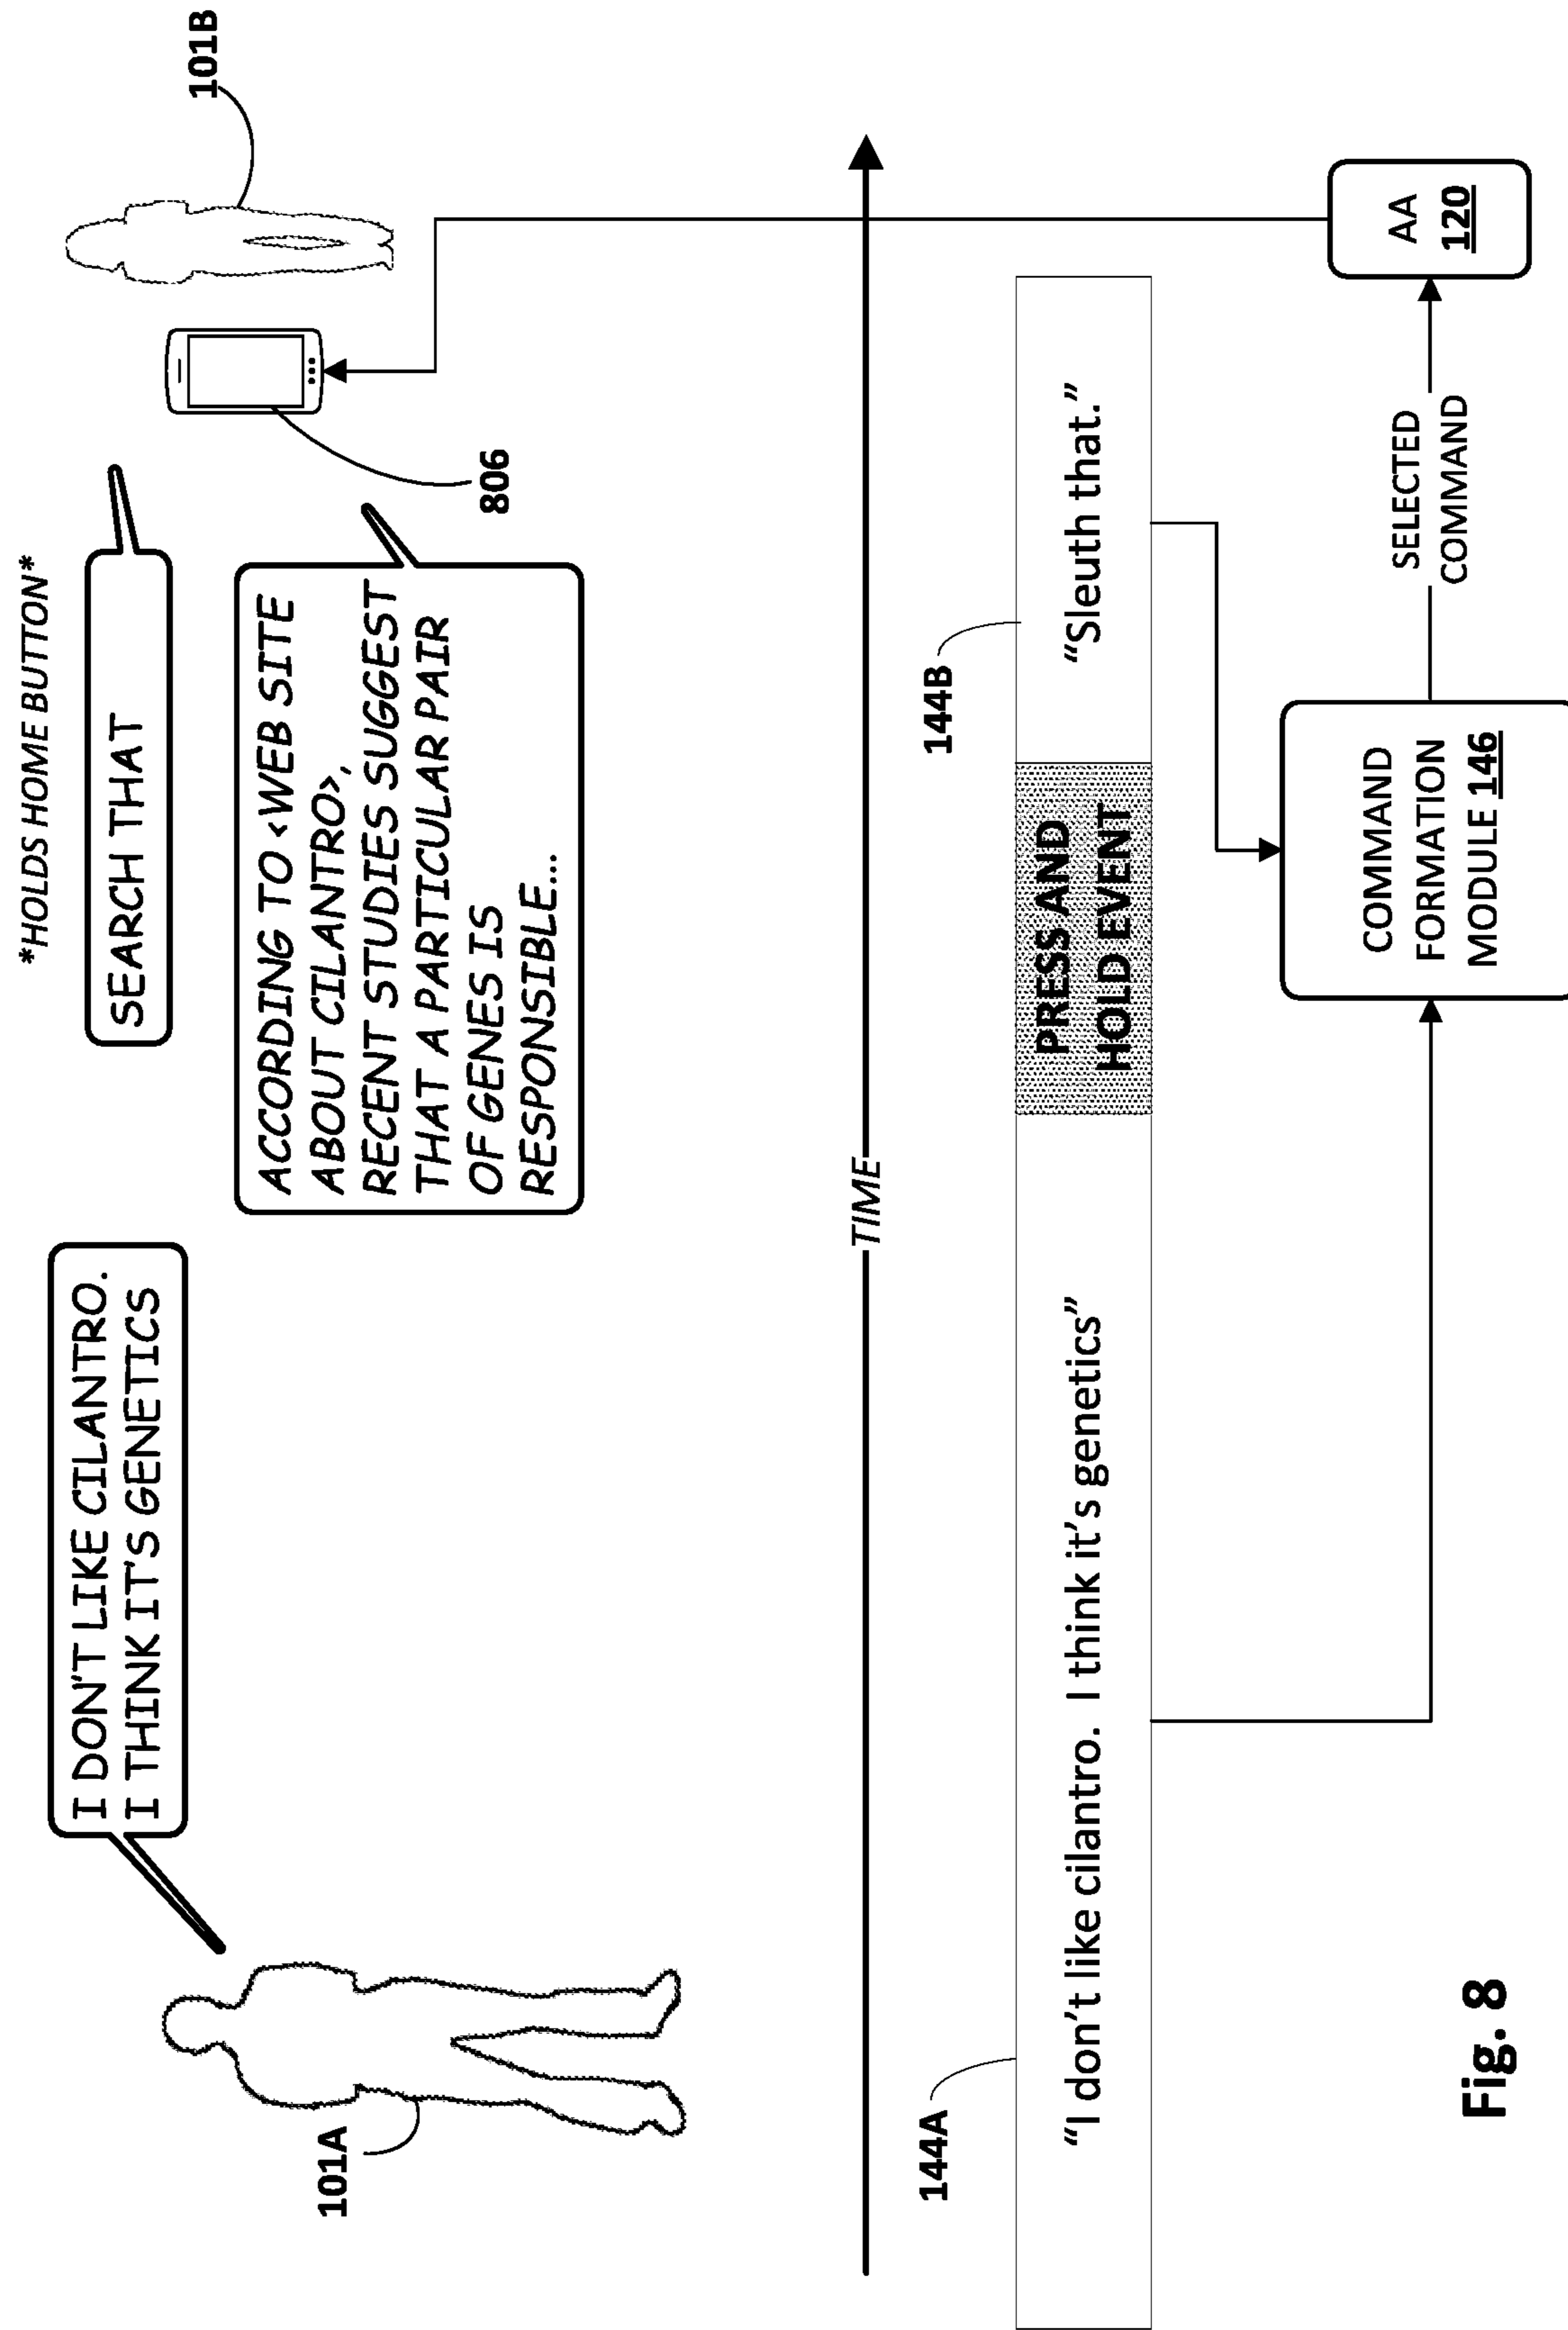 *HOLDS HOME BUTTON*
I DON'T LIKE CILANTRO.
I THINK IT'S GENETICS
SEARCH THAT
101B
ACCORDING TO <WEB SITE
ABOUT CILANTRO>,
RECENT STUDIES SUGGEST
THAT A PARTICULAR PAIR
OF GENES IS
RESPONSIBLE...
101A
806
TIME
144A
144B
“I don’t like cilantro. I think it’s genetics”
PRESS AND
HOLD EVENT
“Sleuth that.”
COMMAND
FORMATION
MODULE 146
SELECTED
COMMAND
AA
120
Fig. 8